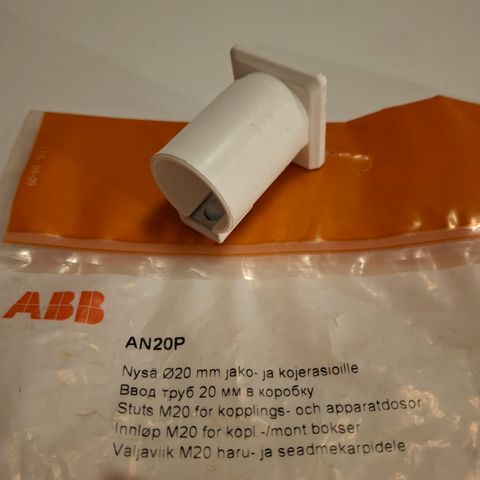 ABB
AN20P
Nysä Ø20 mm jako- ja kojerasioille
Ввод труб 20 мм в коробку
Stuts M20 för kopplings- och apparatdosor
Innløp M20 for kopl.-/mont bokser
Valjaviik M20 haru- ja seadmekarpidele